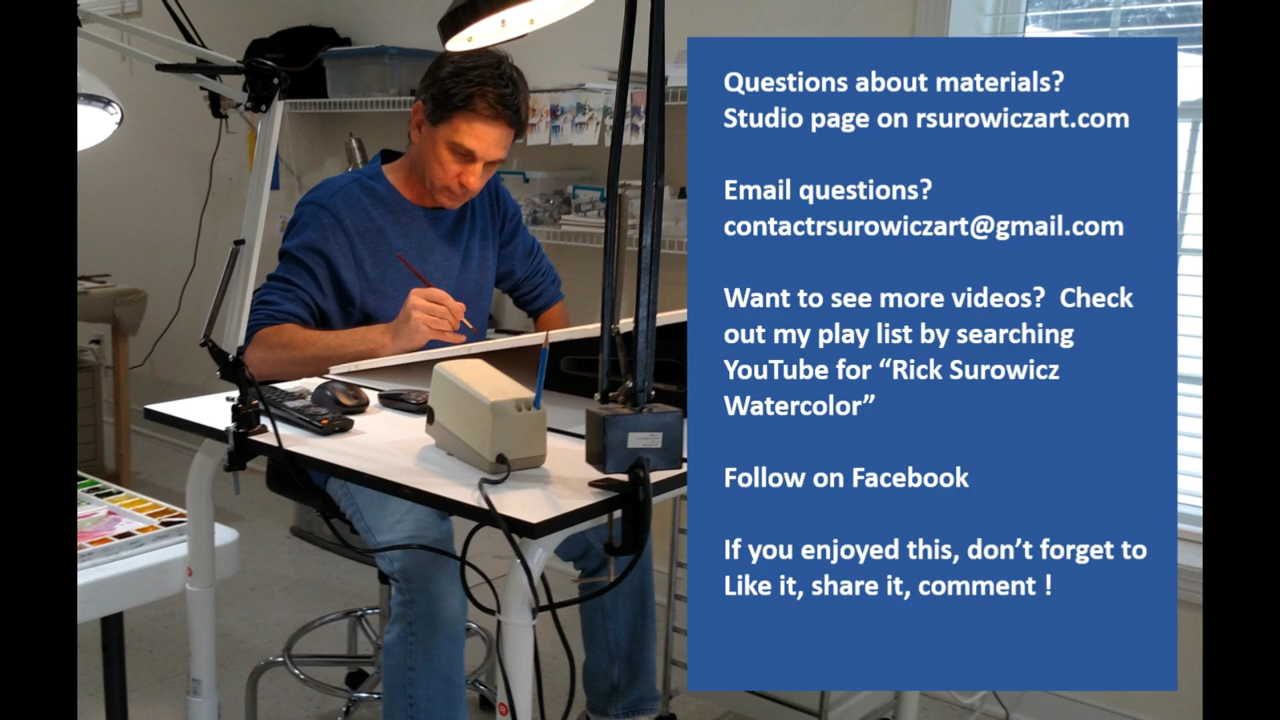 Questions about materials?
Studio page on rsurowiczart.com
Email questions?
contactrsurowiczart@gmail.com
Want to see more videos?  Check
out my play list by searching
YouTube for “Rick Surowicz
Watercolor”
Follow on Facebook
If you enjoyed this, don’t forget to
Like it, share it, comment !